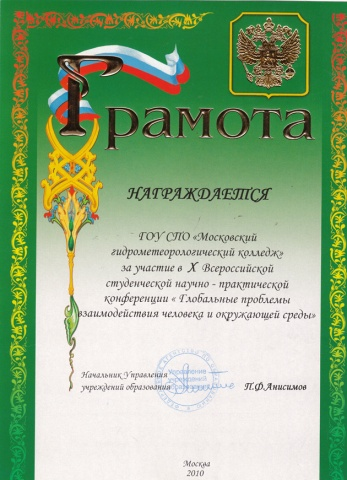 Грамота
НАГРАЖДАЕТСЯ
ГОУ СПО «Московский
гидрометеорологический колледж»
за участие в X Всероссийской
студенческой научно - практической
конференции « Глобальные проблемы
взаимодействия человека и окружающей среды»
Начальник Управления
учреждений образования
П.Ф.Анисимов
Москва
2010